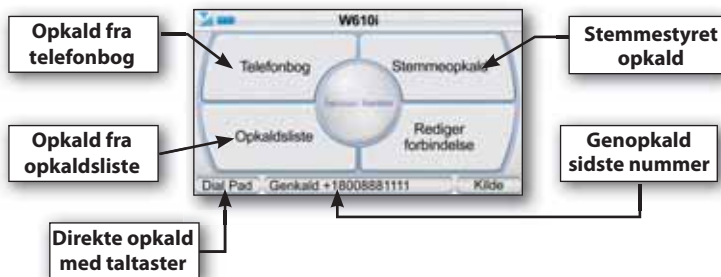 W610i
Opkald fra
telefonbog
Telefonbog
Stemmeopkald
Stemmestyret
opkald
Opkald fra
opkaldsliste
Opkaldsliste
Rediger
forbindelse
Genopkald
sidste nummer
Dial Pad
Genkald +18008881111
Kilde
Direkte opkald
med taltaster